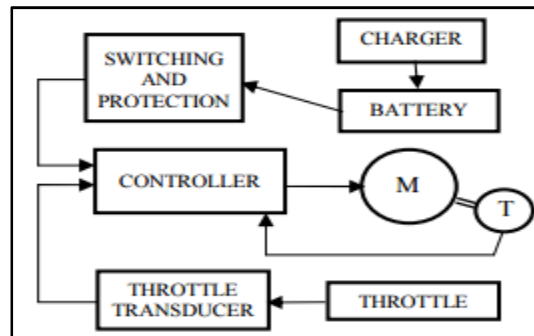 SWITCHING
AND
PROTECTION
CHARGER
BATTERY
CONTROLLER
M
T
THROTTLE
TRANSDUCER
THROTTLE